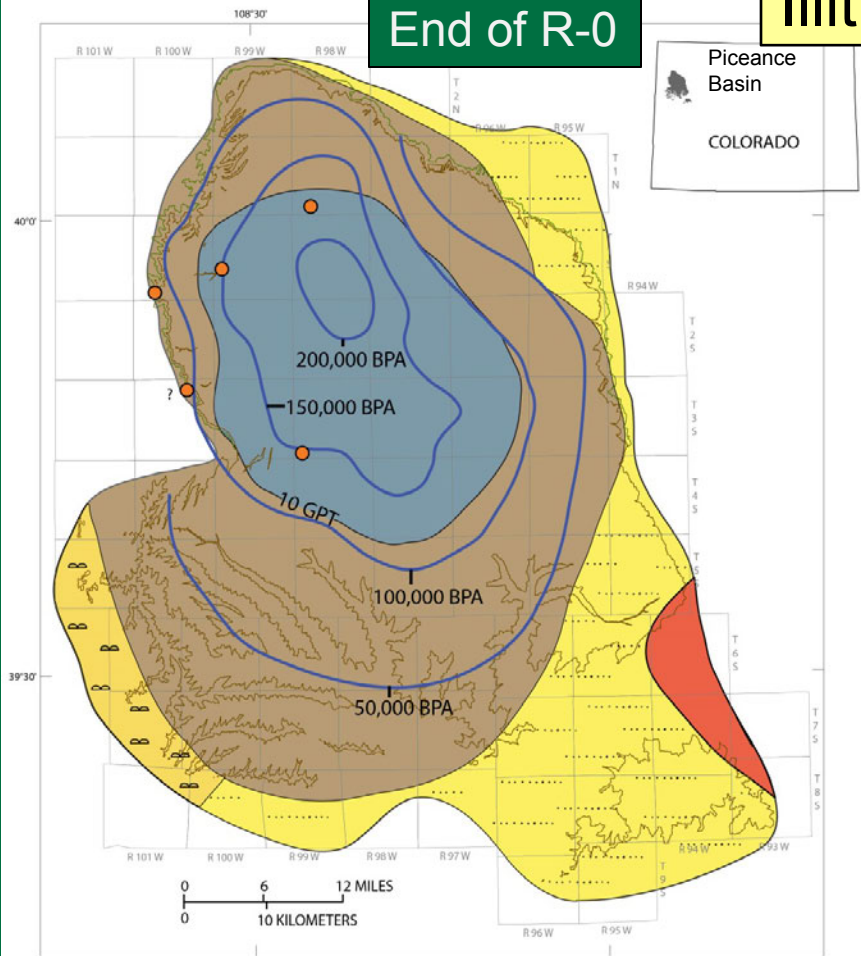 End of R-0
Piceance
Basin
COLORADO
108°30'
R 101 W
R 100 W
R 99 W
R 98 W
T
2
N
R 95 W
T
1
N
40°0'
R 94 W
T
2
S
200,000 BPA
150,000 BPA
?
T
3
S
10 GPT
T
4
S
100,000 BPA
T
6
S
39°30'
50,000 BPA
T
7
S
T
8
S
R 101 W
R 100 W
R 99 W
R 98 W
R 97 W
R 94 W
R 93 W
T
9
S
0 6 12 MILES
0 10 KILOMETERS
R 96 W
R 95 W